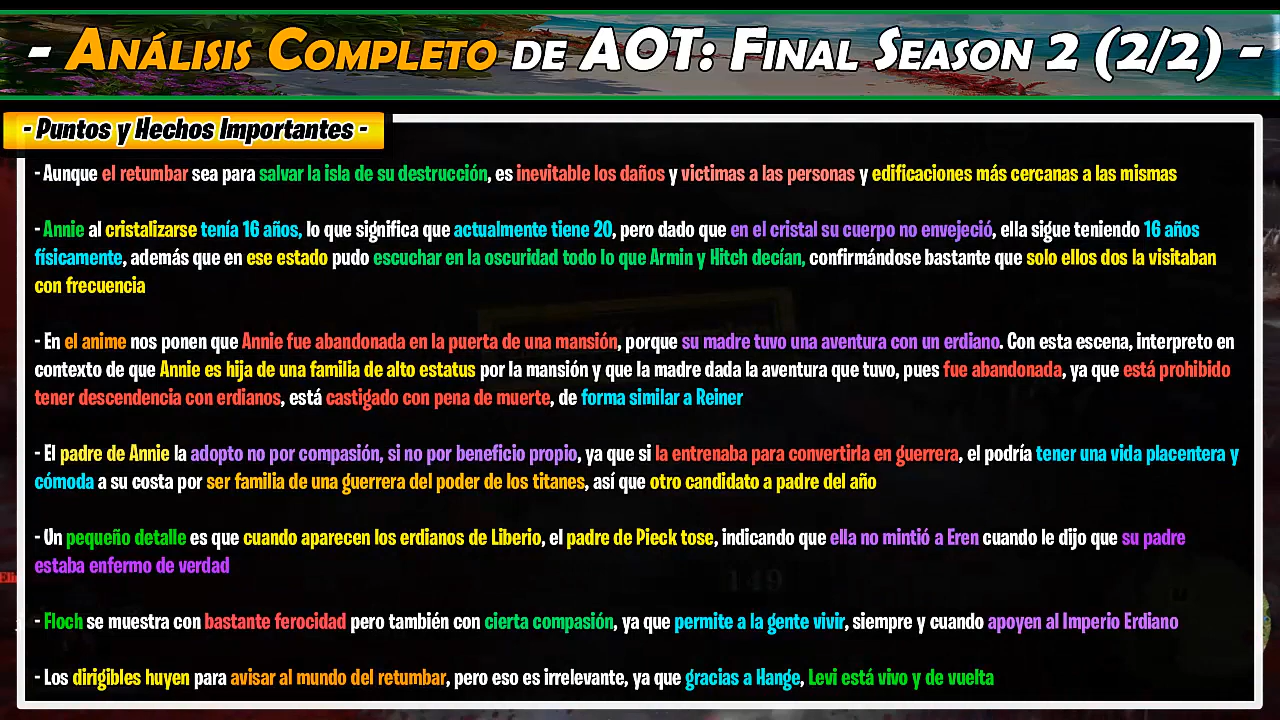 - Análisis Completo de AOT: Final Season 2 (2/2) -
- Puntos y Hechos Importantes -
- Aunque el retumbar sea para salvar la isla de su destrucción, es inevitable los daños y victimas a las personas y edificaciones más cercanas a las mismas
- Annie al cristalizarse tenía 16 años, lo que significa que actualmente tiene 20, pero dado que en el cristal su cuerpo no envejeció, ella sigue teniendo 16 años
físicamente, además que en ese estado pudo escuchar en la oscuridad todo lo que Armin y Hitch decían, confirmándose bastante que solo ellos dos la visitaban
con frecuencia
- En el anime nos ponen que Annie fue abandonada en la puerta de una mansión, porque su madre tuvo una aventura con un erdiano. Con esta escena, interpreto en
contexto de que Annie es hija de una familia de alto estatus por la mansión y que la madre dada la aventura que tuvo, pues fue abandonada, ya que está prohibido
tener descendencia con erdianos, está castigado con pena de muerte, de forma similar a Reiner
- El padre de Annie la adopto no por compasión, si no por beneficio propio, ya que si la entrenaba para convertirla en guerrera, el podría tener una vida placentera y
cómoda a su costa por ser familia de una guerrera del poder de los titanes, así que otro candidato a padre del año
- Un pequeño detalle es que cuando aparecen los erdianos de Liberio, el padre de Pieck tose, indicando que ella no mintió a Eren cuando le dijo que su padre
estaba enfermo de verdad
- Floch se muestra con bastante ferocidad pero también con cierta compasión, ya que permite a la gente vivir, siempre y cuando apoyen al Imperio Erdiano
- Los dirigibles huyen para avisar al mundo del retumbar, pero eso es irrelevante, ya que gracias a Hange, Levi está vivo y de vuelta
149